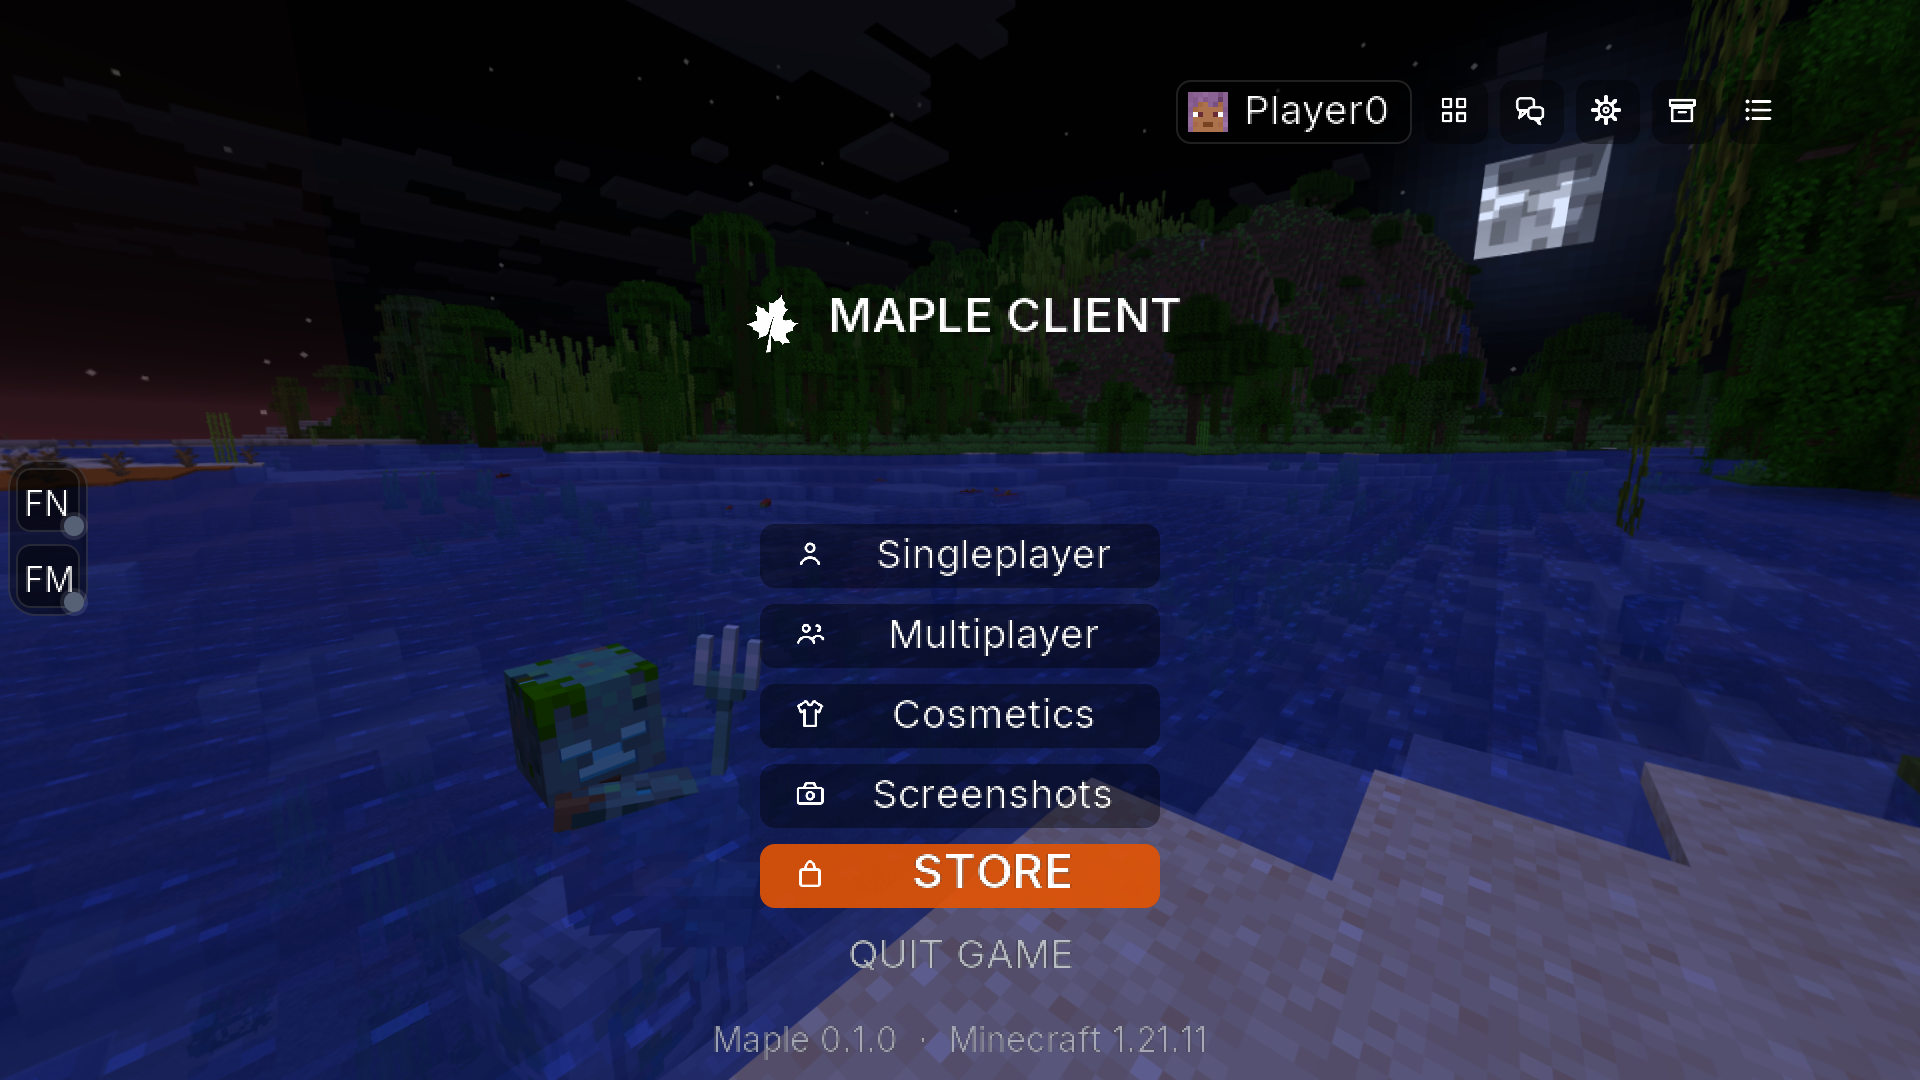 Player0
MAPLE CLIENT
FN
FM
Singleplayer
Multiplayer
Cosmetics
Screenshots
STORE
QUIT GAME
Maple 0.1.0 · Minecraft 1.21.11